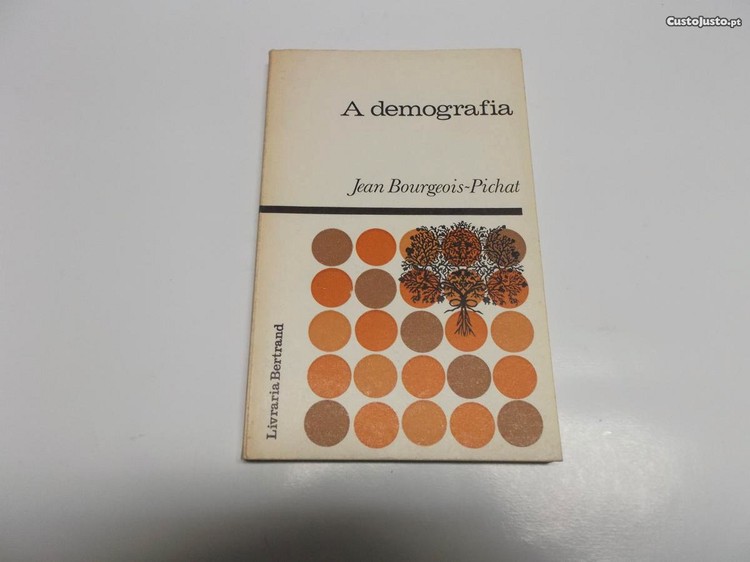 CustoJusto.pt
A demografia
Jean Bourgeois-Pichat
Livraria Bertrand